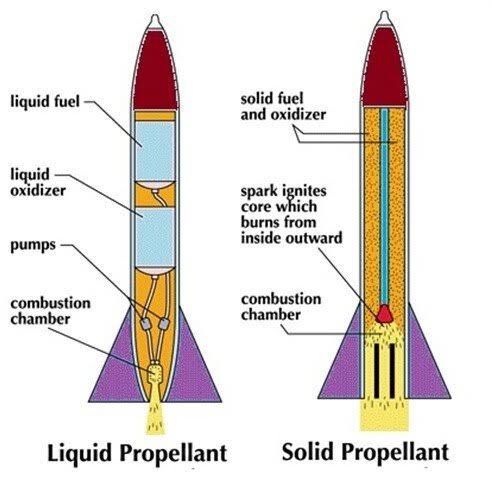 liquid fuel
liquid
oxidizer
pumps
combustion
chamber
Liquid Propellant
solid fuel
and oxidizer
spark ignites
core which
burns from
inside outward
combustion
chamber
Solid Propellant